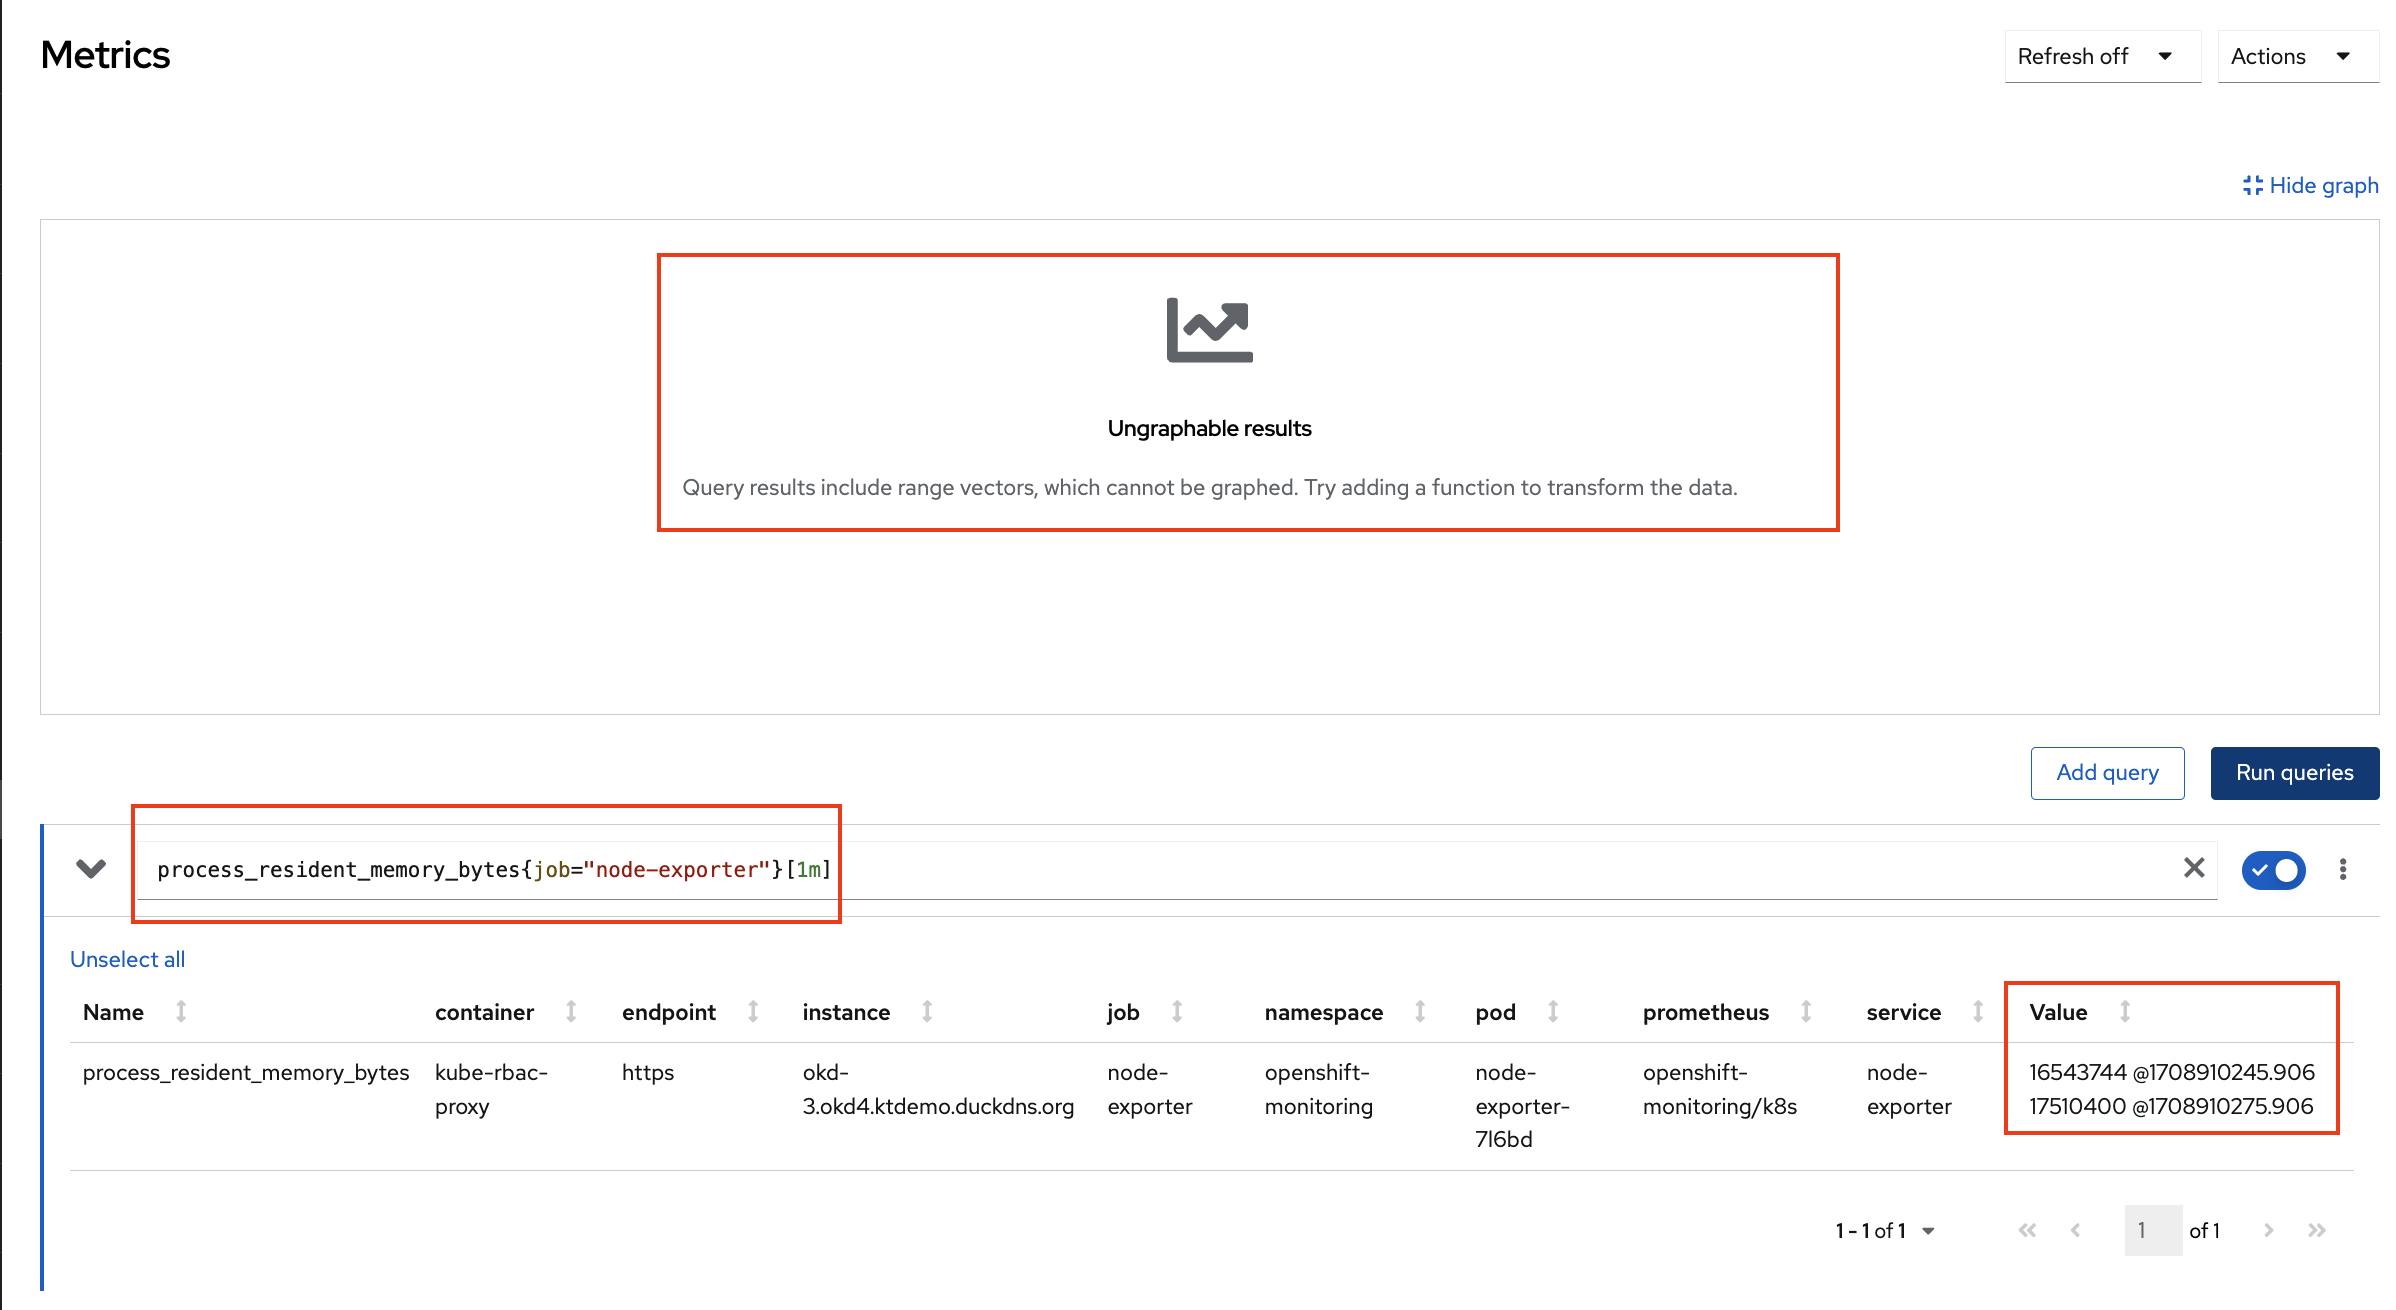 Metrics
Refresh off
Actions
Hide graph
Ungraphable results
Query results include range vectors, which cannot be graphed. Try adding a function to transform the data.
Add query
Run queries
process_resident_memory_bytes{job="node-exporter"}[1m]
Unselect all
Name container endpoint instance job namespace pod prometheus service Value
process_resident_memory_bytes kube-rbac- https okd- node- openshift- node- openshift- node- 16543744 @1708910245.906
proxy 3.okd4.ktdemo.duckdns.org exporter monitoring exporter- monitoring/k8s exporter 17510400 @1708910275.906
7l6bd
1 - 1 of 1
1 of 1